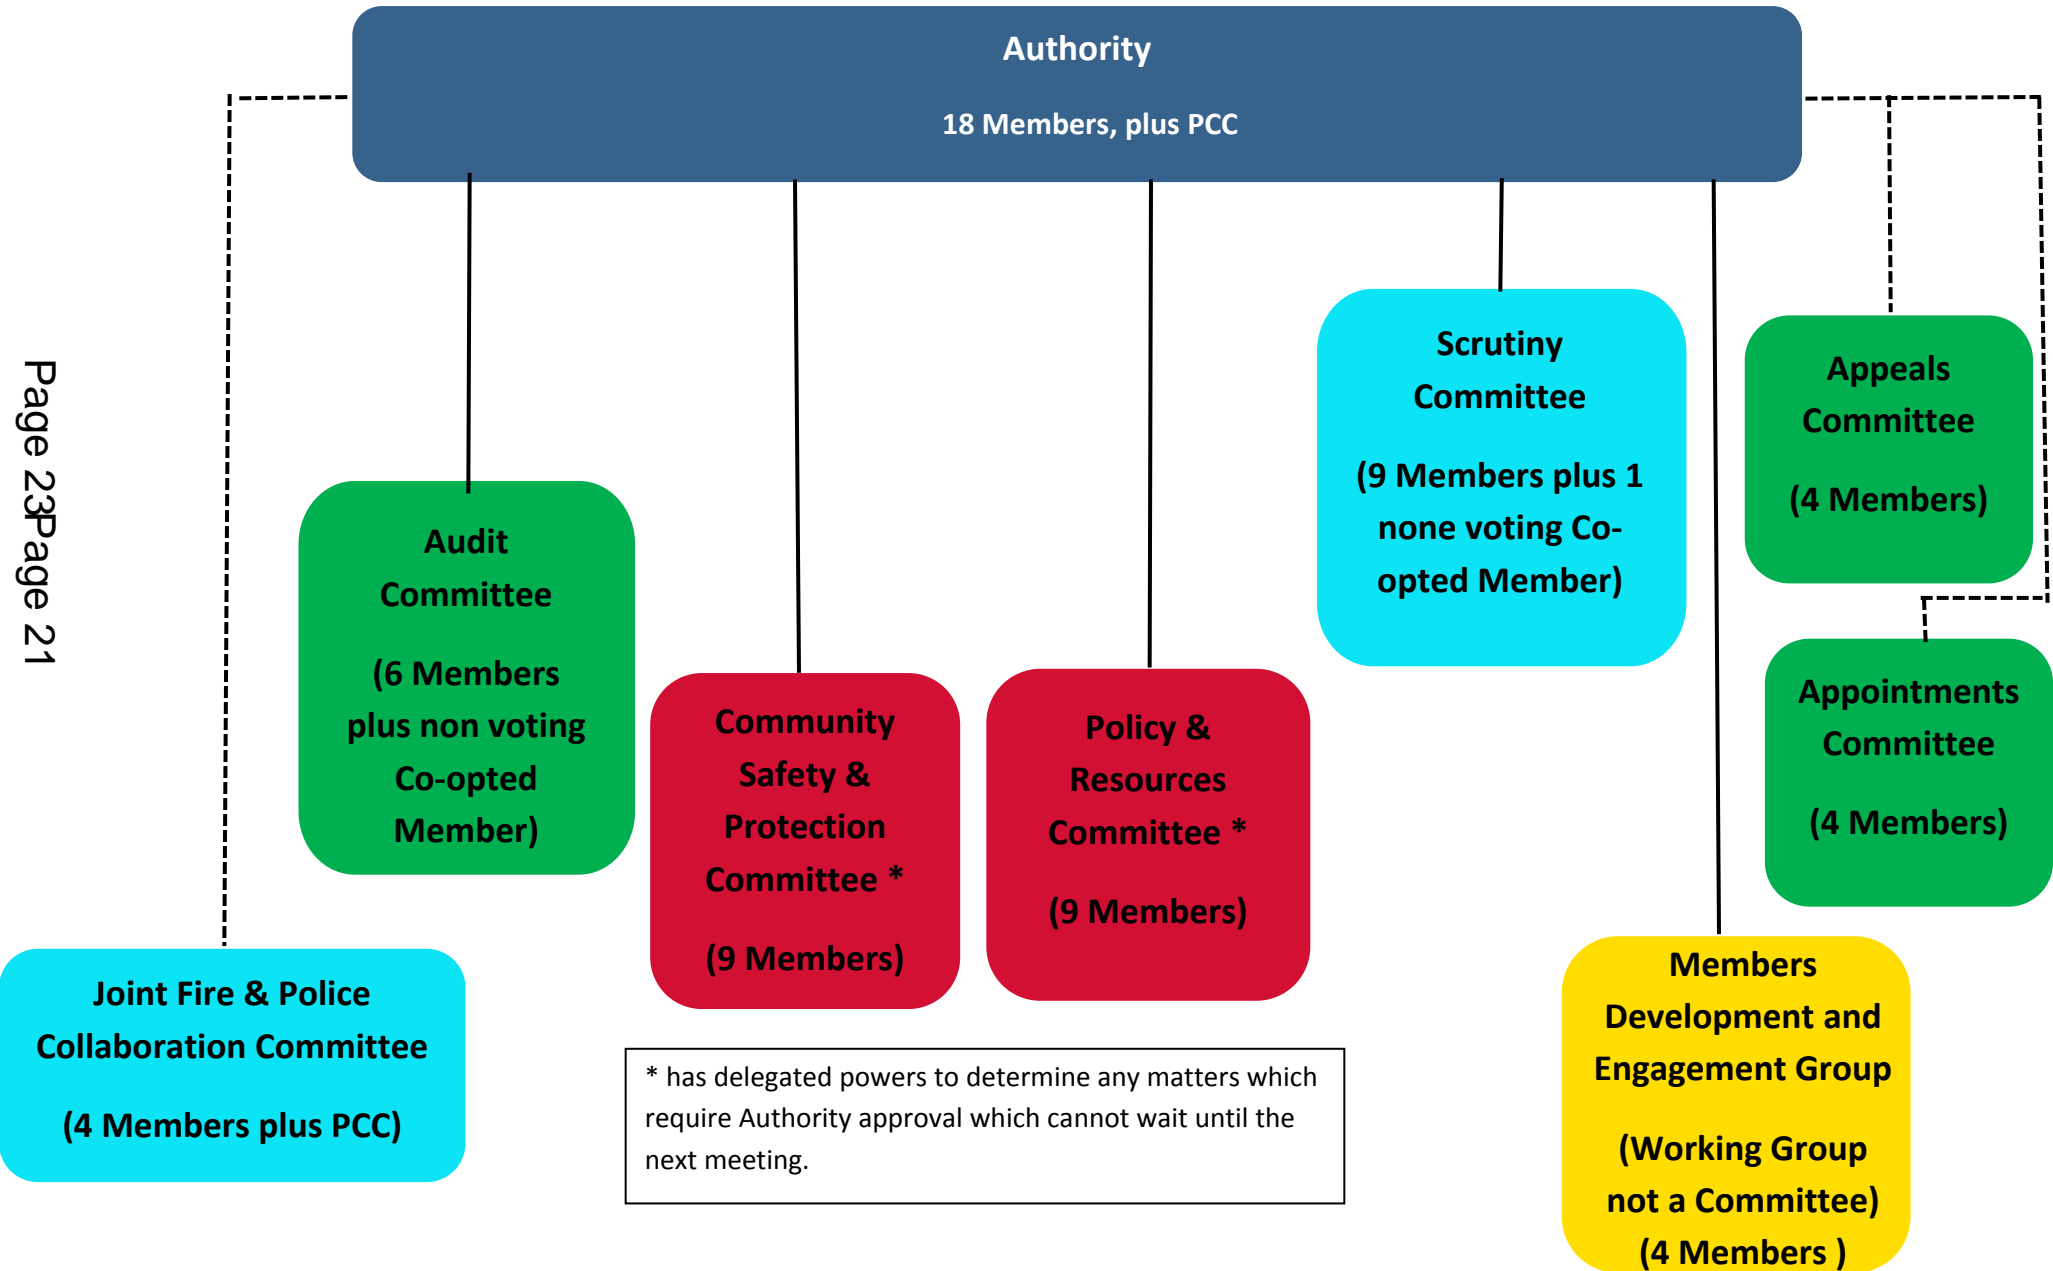 Authority
18 Members, plus PCC
Page 23Page 21
Scrutiny
Committee
(9 Members plus 1
none voting Co-
opted Member)
Appeals
Committee
(4 Members)
Audit
Committee
(6 Members
plus non voting
Co-opted
Member)
Community
Safety &
Protection
Committee *
(9 Members)
Policy &
Resources
Committee *
(9 Members)
Appointments
Committee
(4 Members)
Joint Fire & Police
Collaboration Committee
(4 Members plus PCC)
* has delegated powers to determine any matters which
require Authority approval which cannot wait until the
next meeting.
Members
Development and
Engagement Group
(Working Group
not a Committee)
(4 Members )